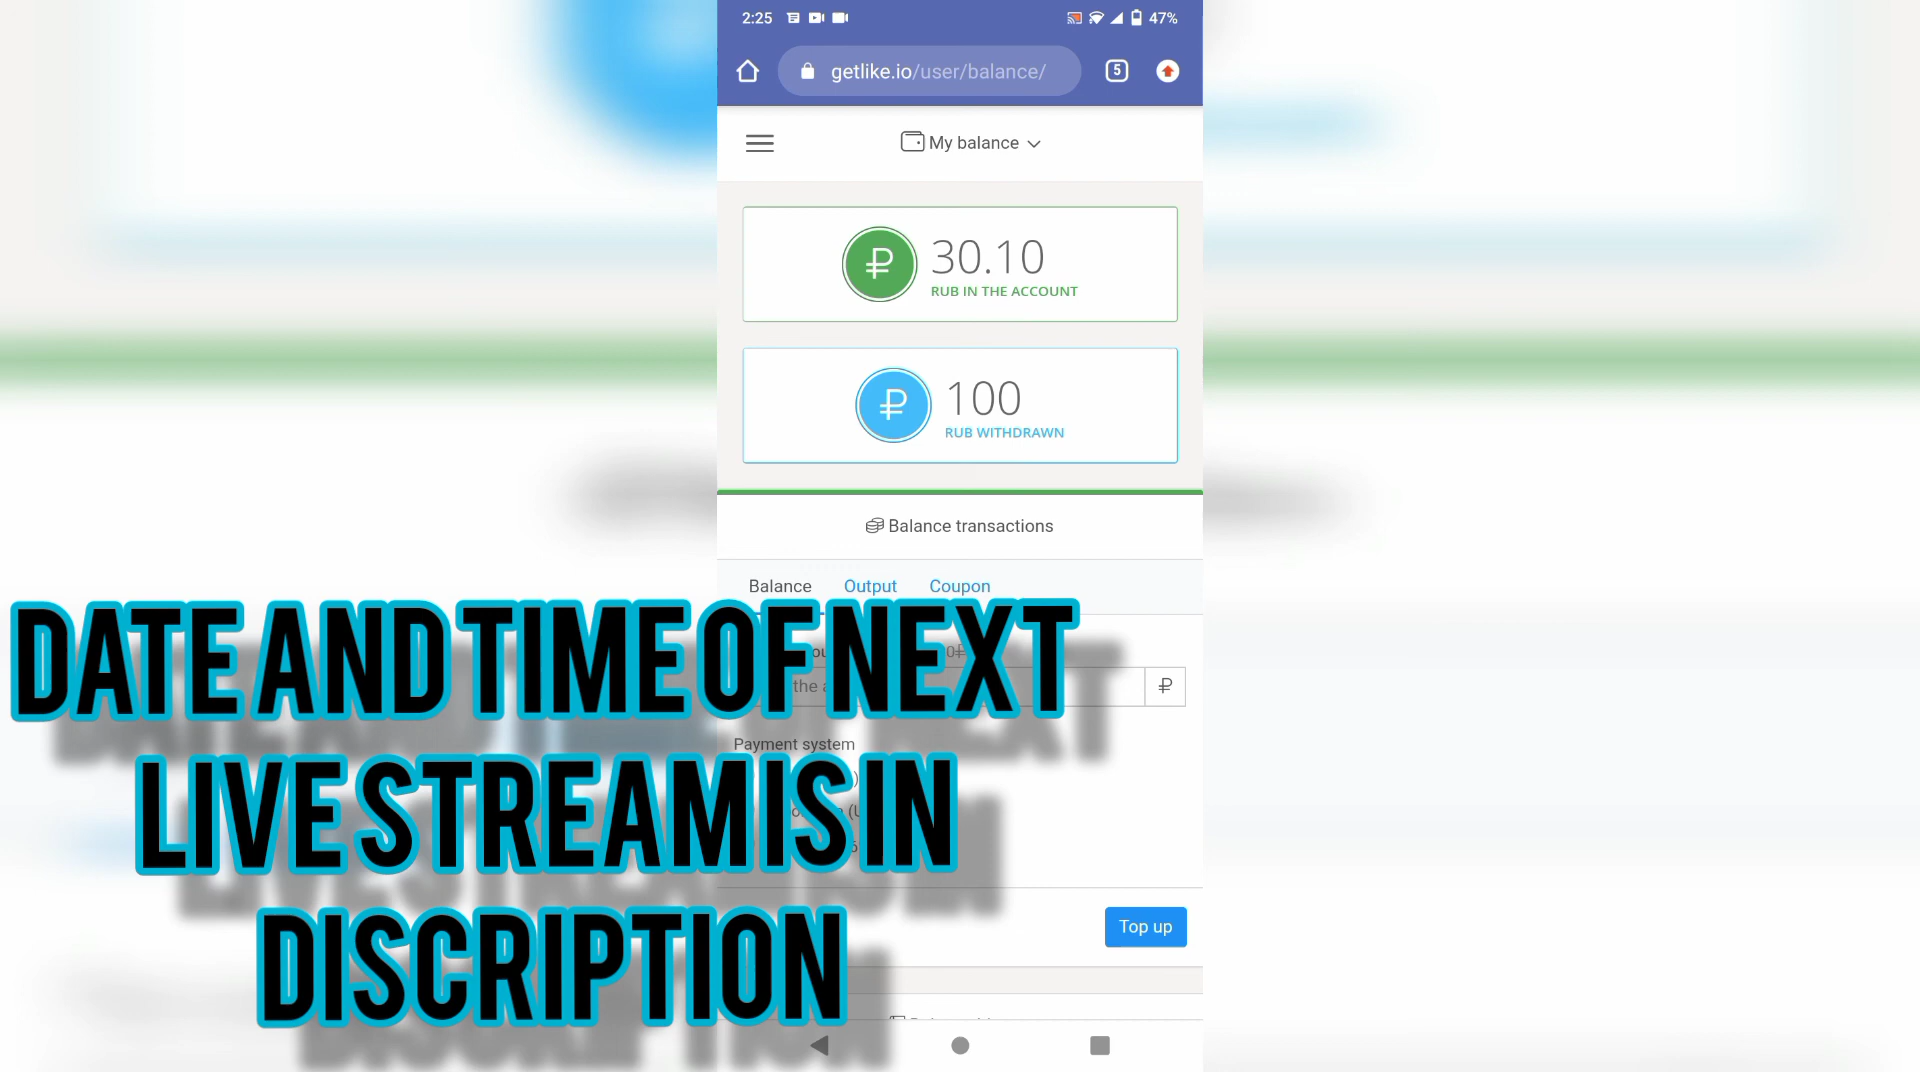 2:25
47%
getlike.io/user/balance/
5
My balance
30.10
RUB IN THE ACCOUNT
100
RUB WITHDRAWN
Balance transactions
Balance Output Coupon
₽
Payment system
Top up
DATE AND TIME OF NEXT
LIVE STREAM IS IN
DISCRIPTION